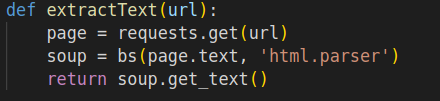 def extractText(url):
    page = requests.get(url)
    soup = bs(page.text, 'html.parser')
    return soup.get_text()